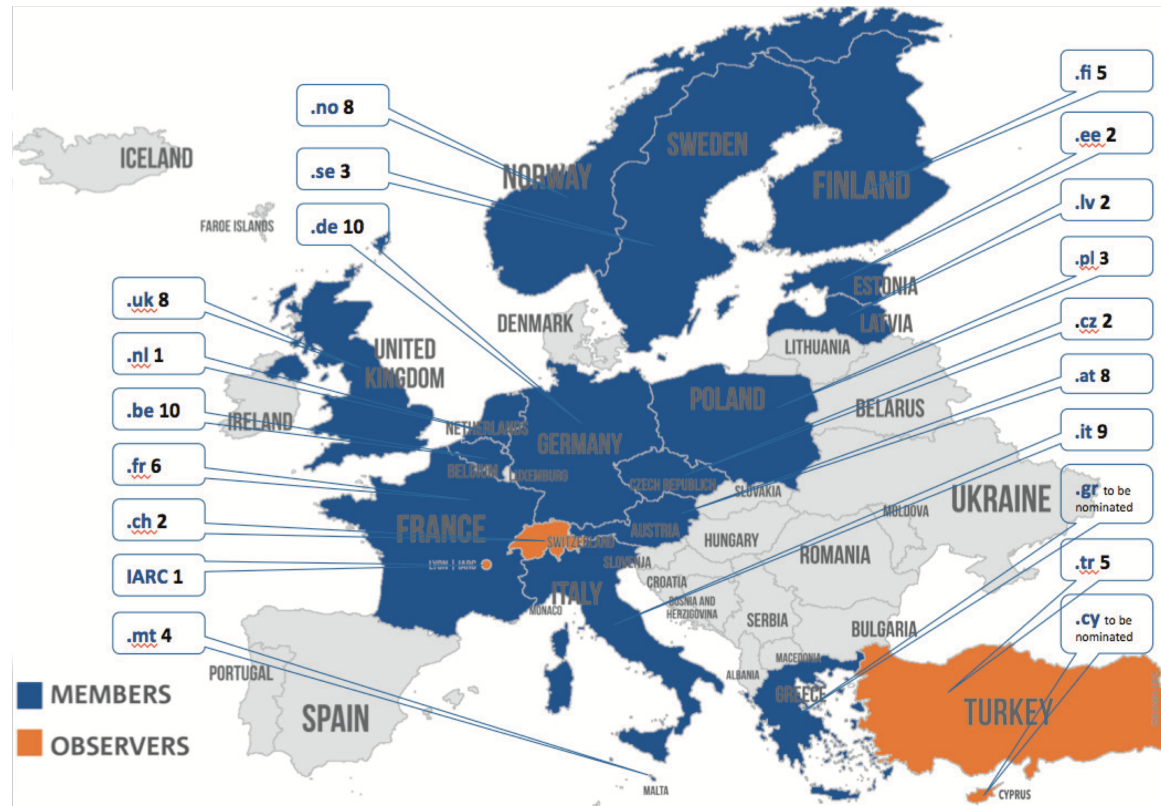 .no 8
.se 3
.de 10
.uk 8
.nl 1
.be 10
.fr 6
.ch 2
IARC 1
.mt 4
.fi 5
.ee 2
.lv 2
.pl 3
.cz 2
.at 8
.it 9
.gr to be
nominated
.tr 5
.cy to be
nominated
ICELAND
FAROE ISLANDS
NORWAY
SWEDEN
FINLAND
ESTONIA
LATVIA
LITHUANIA
DENMARK
UNITED
KINGDOM
IRELAND
NETHERLANDS
BELGIUM
LUXEMBURG
GERMANY
POLAND
BELARUS
CZECH REPUBLICH
SLOVAKIA
UKRAINE
MOLDOVA
FRANCE
SWITZERLAND
AUSTRIA
HUNGARY
ROMANIA
LYON | IARC
SLOVENJA
CROATIA
BOSNIA AND
HERZIGOVINA
SERBIA
ITALY
MONACO
BULGARIA
MACEDONIA
ALBANIA
GREECE
TURKEY
PORTUGAL
SPAIN
MALTA
CYPRUS
MEMBERS
OBSERVERS